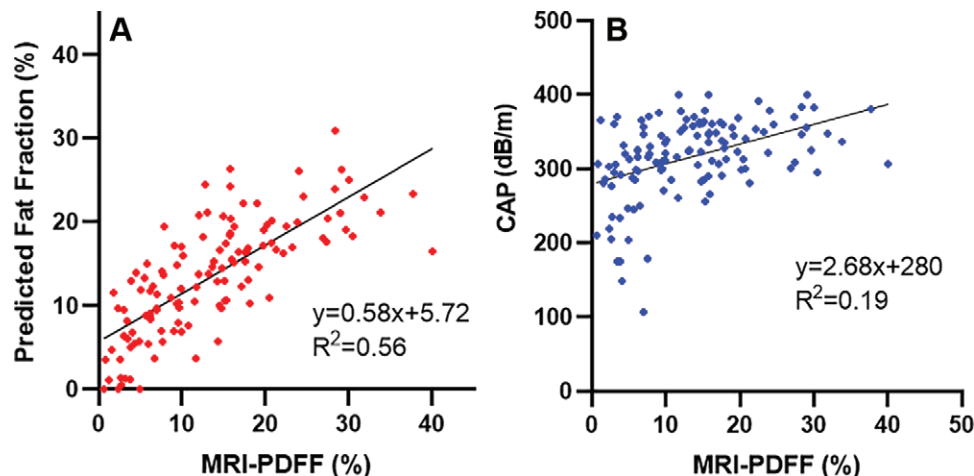 A
Predicted Fat Fraction (%)
40
30
20
10
0
0
10
20
30
40
y=0.58x+5.72
R²=0.56
MRI-PDFF (%)
B
CAP (dB/m)
500
400
300
200
100
0
0
10
20
30
40
50
y=2.68x+280
R²=0.19
MRI-PDFF (%)